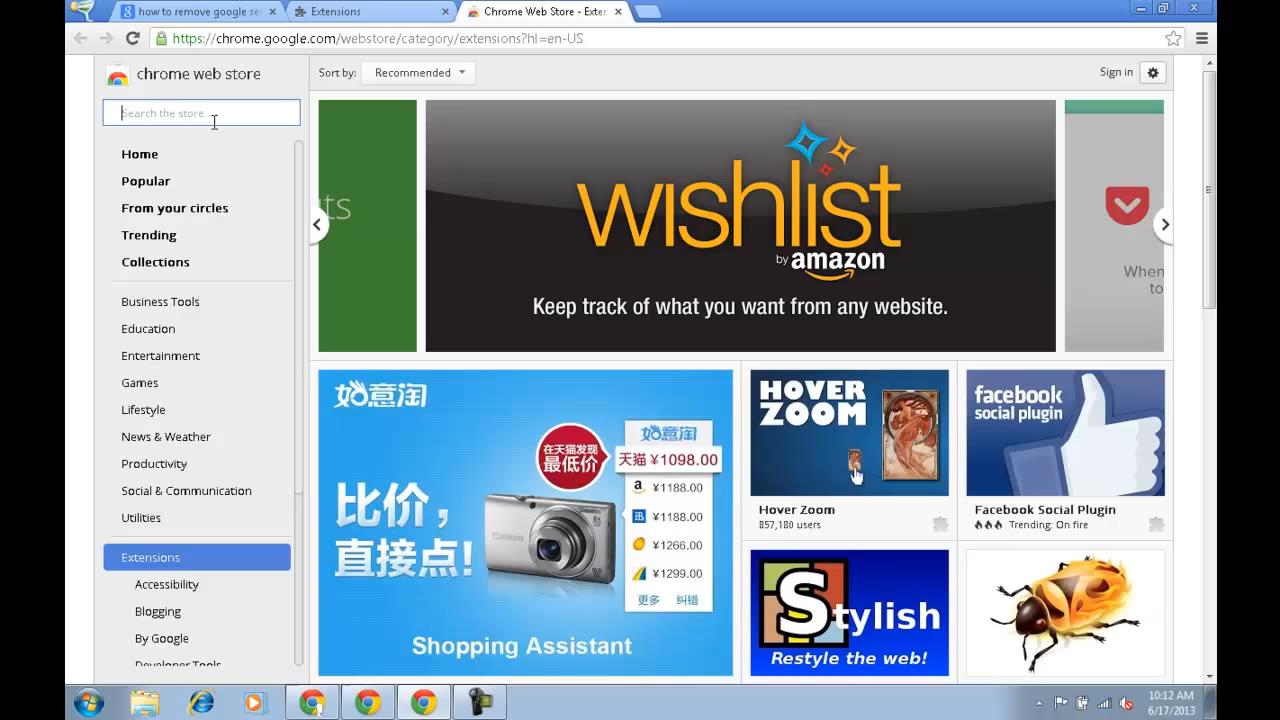 how to remove google se
Extensions
Chrome Web Store - Exter
https://chrome.google.com/webstore/category/extensions?hl=en-US
chrome web store
Search the store
Home
Popular
From your circles
Trending
Collections
Business Tools
Education
Entertainment
Games
Lifestyle
News & Weather
Productivity
Social & Communication
Utilities
Extensions
Accessibility
Blogging
By Google
Developer Tools
Sort by:
Recommended
Sign in
ts
wishlist
by amazon
Keep track of what you want from any website.
When
to
如意淘
如意淘
在天猫发现
最低价
天猫 ¥1098.00
a ¥1188.00
迅 ¥1188.00
¥1266.00
¥1299.00
更多 纠错
比价，
直接点！
Canon
Shopping Assistant
HOVER
ZOOM
Hover Zoom
857,180 users
facebook
social plugin
Facebook Social Plugin
Trending: On fire
Stylish
Restyle the web!
10:12 AM
6/17/2013